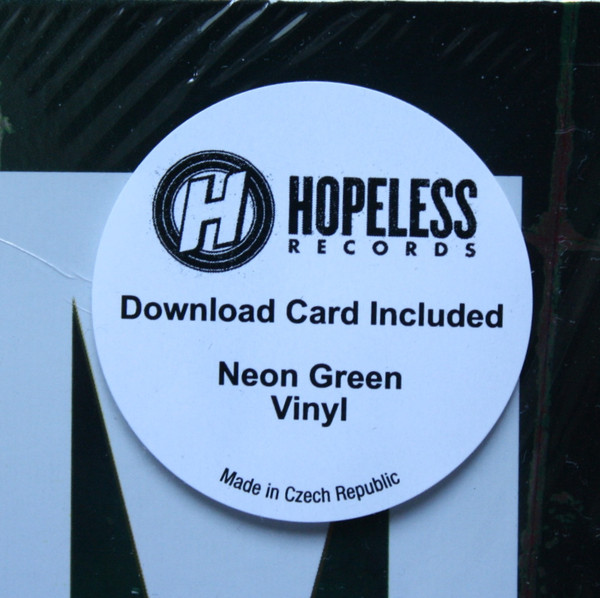 H
HOPELESS
RECORDS
Download Card Included
Neon Green
Vinyl
Made in Czech Republic
M